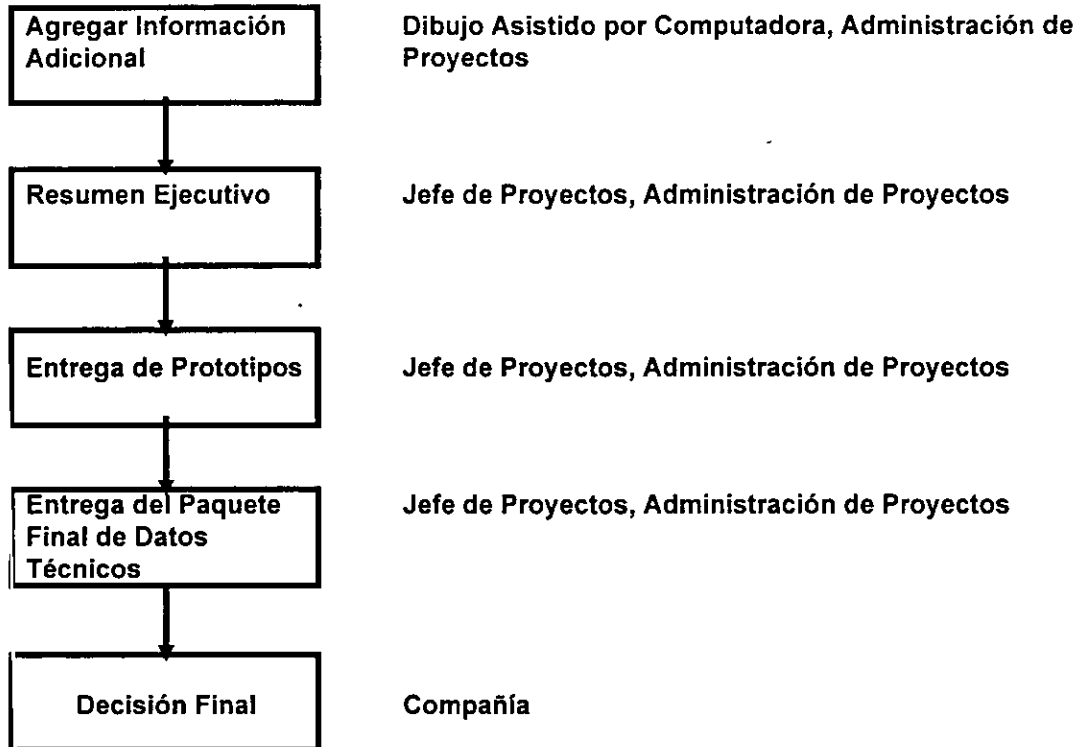 Agregar Información
Adicional
Dibujo Asistido por Computadora, Administración de
Proyectos
Resumen Ejecutivo
Jefe de Proyectos, Administración de Proyectos
Entrega de Prototipos
Jefe de Proyectos, Administración de Proyectos
Entrega del Paquete
Final de Datos
Técnicos
Jefe de Proyectos, Administración de Proyectos
Decisión Final
Compañía